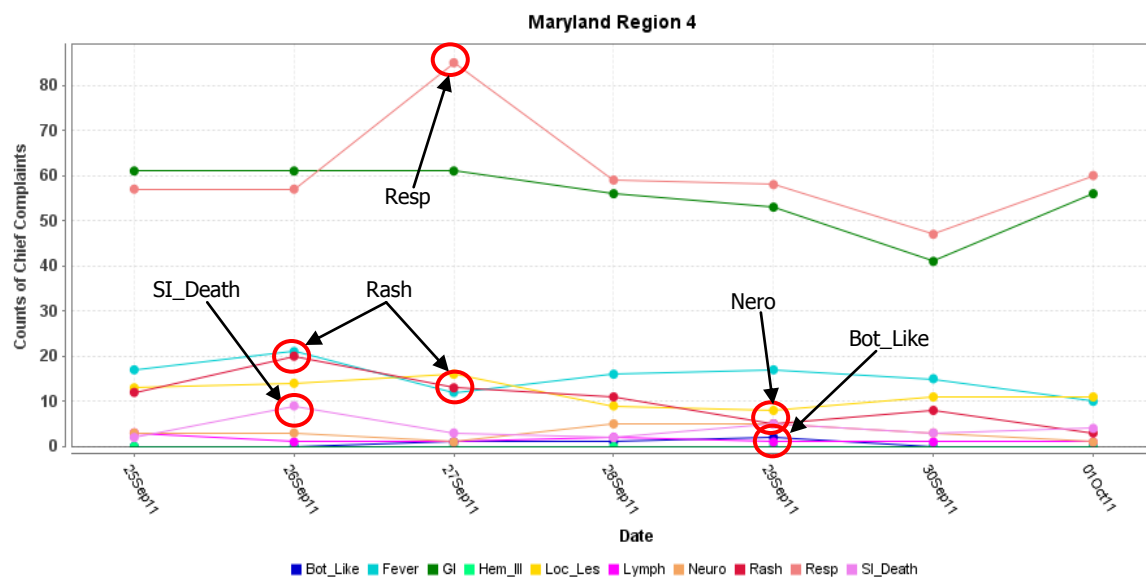 Maryland Region 4
Counts of Chief Complaints
80
70
60
50
40
30
20
10
0
Resp
SI_Death
Rash
Nero
Bot_Like
25Sep11
26Sep11
27Sep11
28Sep11
29Sep11
30Sep11
01Oct11
Date
Bot_Like Fever GI Hem_Ill Loc_Les Lymph Neuro Rash Resp SI_Death